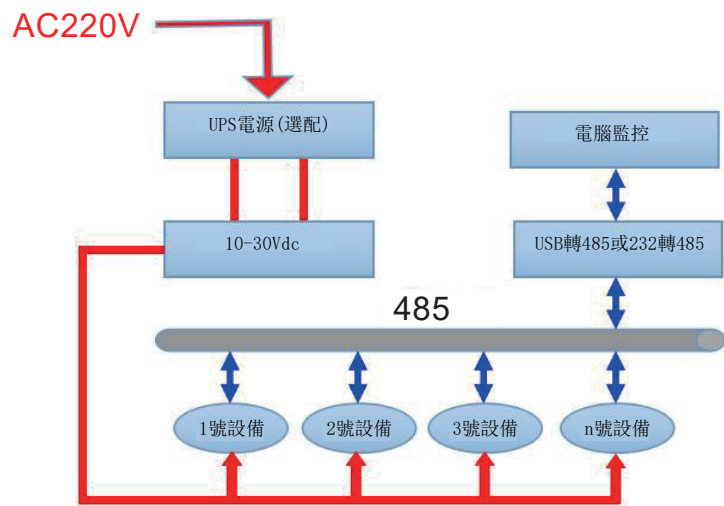 AC220V
UPS電源(選配)
電腦監控
10-30Vdc
USB轉485或232轉485
485
1號設備
2號設備
3號設備
n號設備